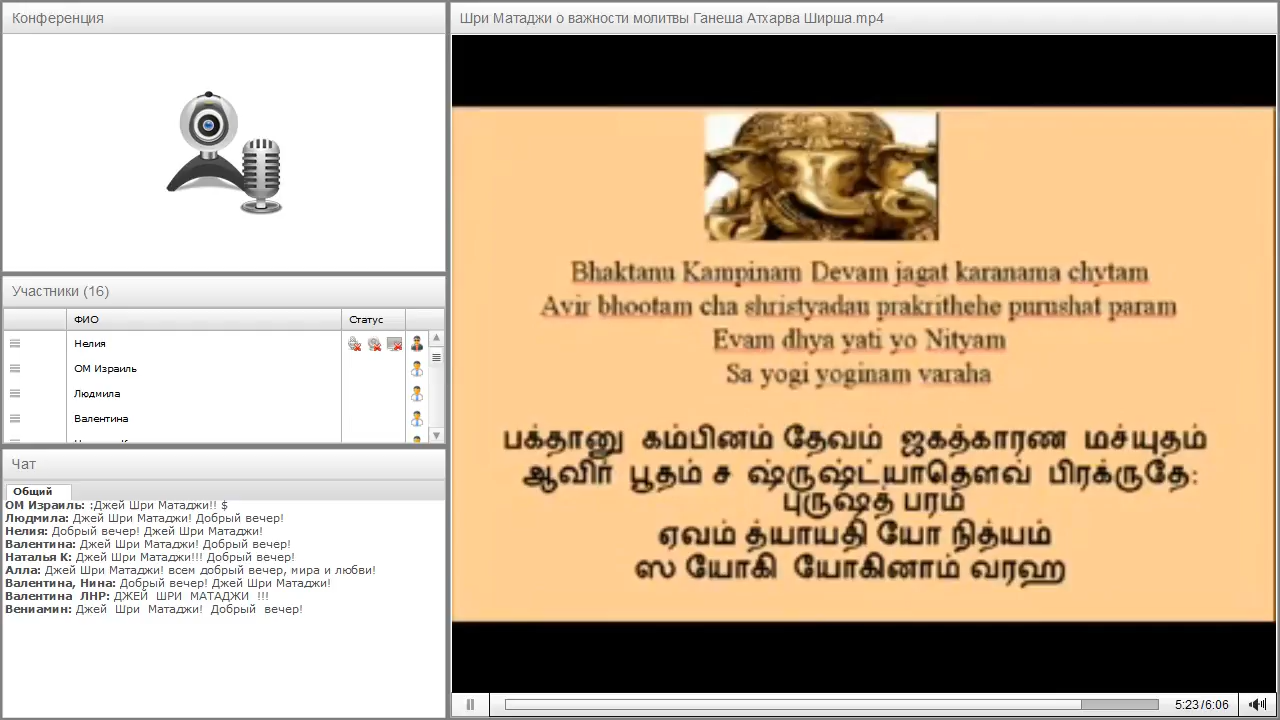 Конференция
Участники (16)
ФИО
Статус
Нелия
ОМ Израиль
Людмила
Валентина
Чат
Общий
ОМ Израиль: :Джей Шри Матаджи!! $
Людмила: Джей Шри Матаджи! Добрый вечер!
Нелия: Добрый вечер! Джей Шри Матаджи!
Валентина: Джей Шри Матаджи! Добрый вечер!
Наталья К: Джей Шри Матаджи!!! Добрый вечер!
Алла: Джей Шри Матаджи! всем добрый вечер, мира и любви!
Валентина, Нина: Добрый вечер! Джей Шри Матаджи!
Валентина ЛНР: ДЖЕЙ ШРИ МАТАДЖИ !!!
Вениамин: Джей Шри Матаджи! Добрый вечер!
Шри Матаджи о важности молитвы Ганеша Атхарва Ширша.mp4
Bhaktanu Kampinam Devam jagat karanama chytam
Avir bhootam cha shristyadau prakrithehe purushat param
Evam dhya yati yo Nityam
Sa yogi yoginam varaha
பக்தானு கம்பினம் தேவம் ஜகத்காரண மச்யுதம்
ஆவிர் பூதம் ச ஷ்ருஷ்ட்யாதௌவ் பிரக்ருதே:
புருஷத் பரம்
ஏவம் த்யாயதி யோ நித்யம்
ஸ யோகி யோகினாம் வரஹ
5:23/6:06